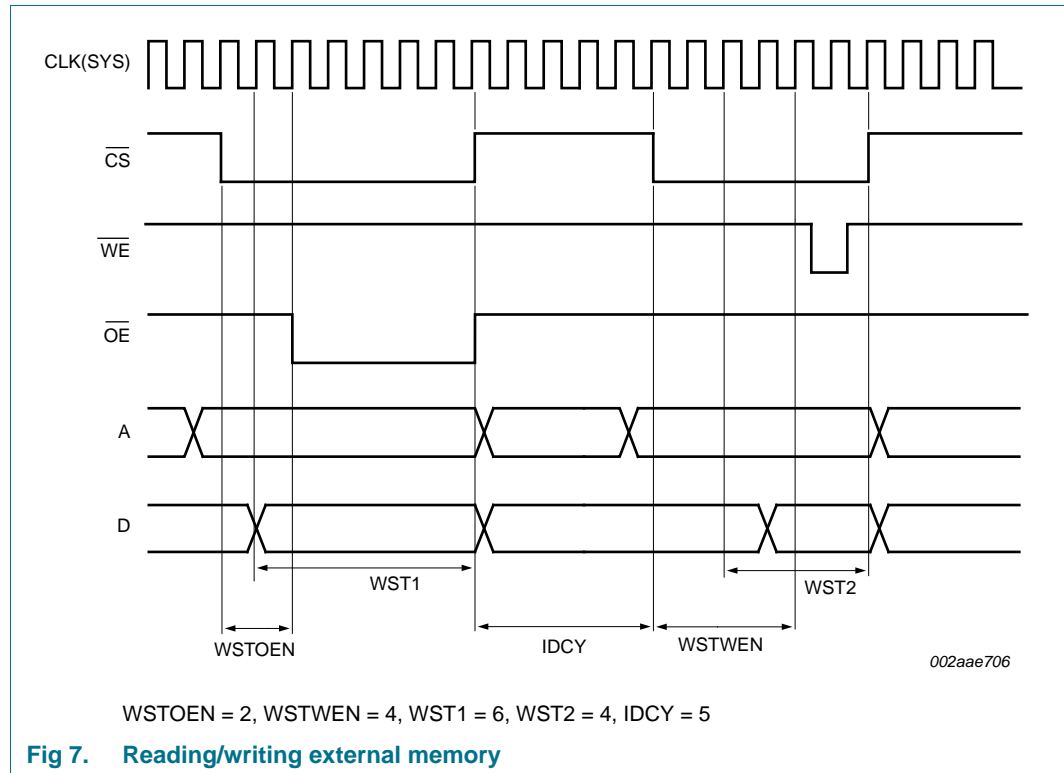 CLK(SYS)
CS
WE
OE
A
D
WST1
WST2
WSTOEN
IDCY
WSTWEN
002aae706
WSTOEN = 2, WSTWEN = 4, WST1 = 6, WST2 = 4, IDCY = 5
Fig 7. Reading/writing external memory